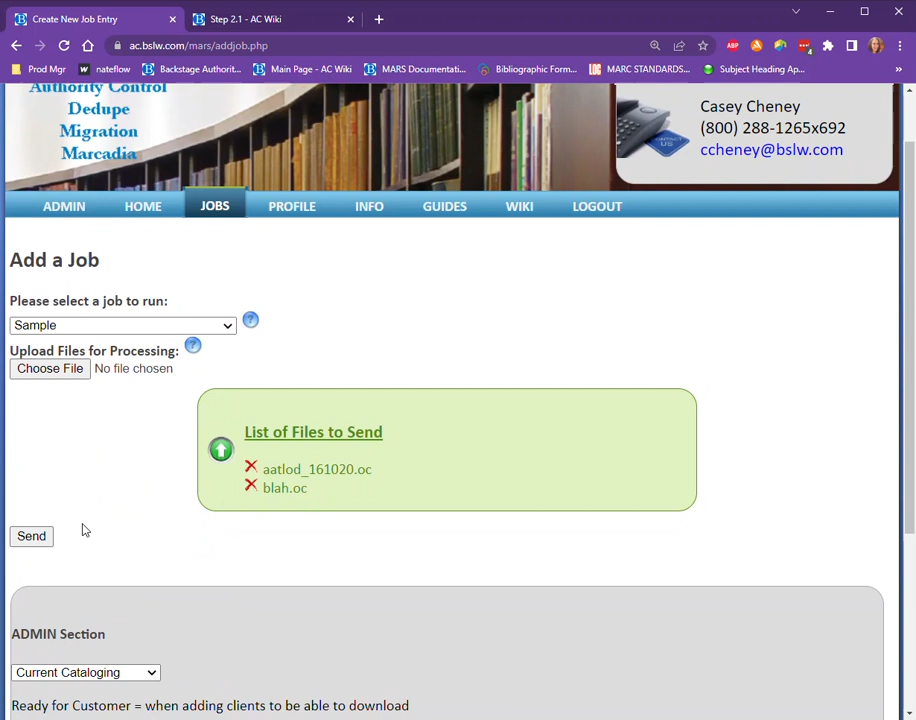 Create New Job Entry
Step 2.1 - AC Wiki
ac.bslw.com/mars/addjob.php
ABP
4
Prod Mgr
nateflow
Backstage Authorit...
Main Page - AC Wiki
MARS Documentati...
Bibliographic Form...
MARC STANDARDS...
Subject Heading Ap...
Authority Control
Dedupe
Migration
Marcadia
CONTACT US
Casey Cheney
(800) 288-1265x692
ccheney@bslw.com
ADMIN
HOME
JOBS
PROFILE
INFO
GUIDES
WIKI
LOGOUT
Add a Job
Please select a job to run:
Sample
Upload Files for Processing:
Choose File No file chosen
List of Files to Send
aatlod_161020.oc
blah.oc
Send
ADMIN Section
Current Cataloging
Ready for Customer = when adding clients to be able to download